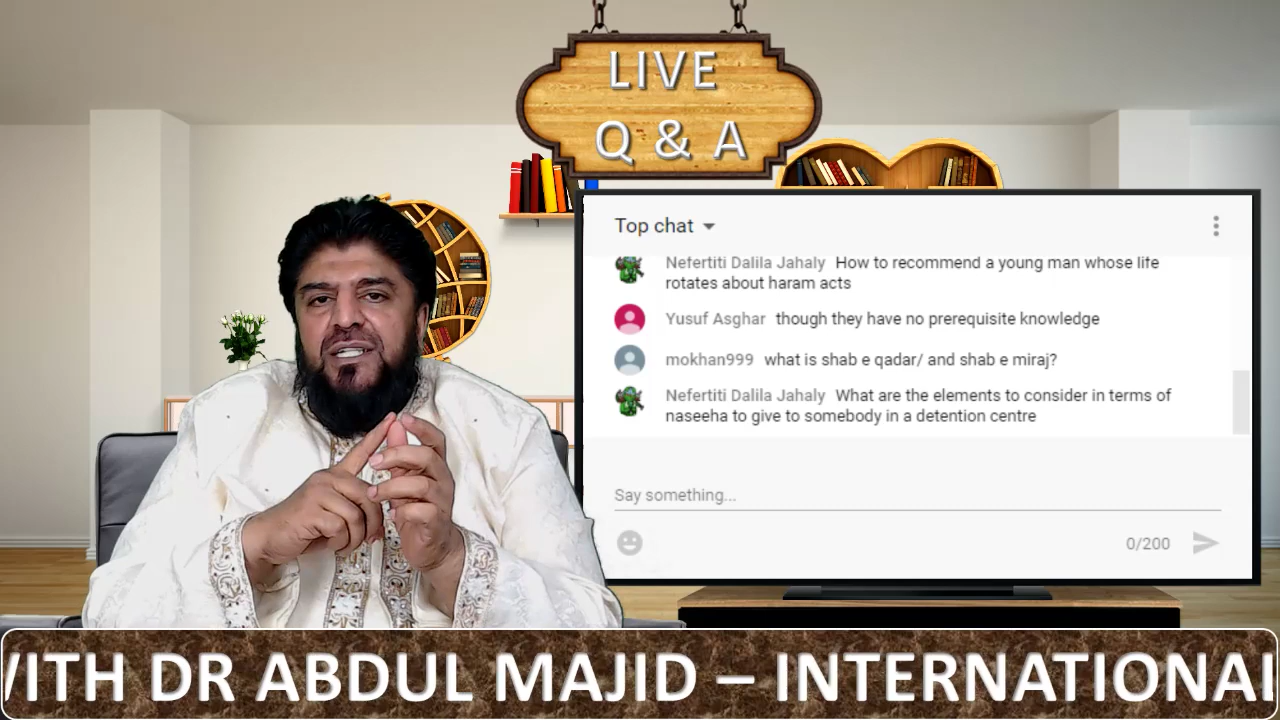 LIVE
Q & A
Top chat
Nefertiti Dalila Jahaly How to recommend a young man whose life
rotates about haram acts
Yusuf Asghar though they have no prerequisite knowledge
mokhan999 what is shab e qadar/ and shab e miraj?
Nefertiti Dalila Jahaly What are the elements to consider in terms of
naseeha to give to somebody in a detention centre
Say something...
0/200
WITH DR ABDUL MAJID – INTERNATIONAL